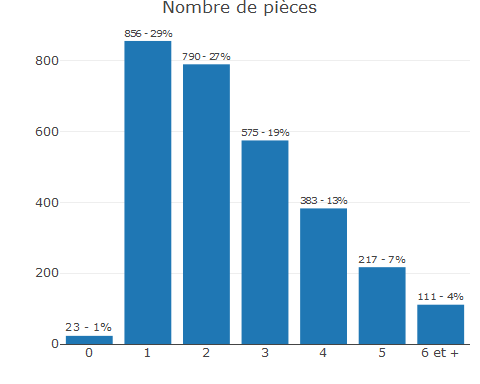 Nombre de pièces
856 - 29%
800
790 - 27%
600
575 - 19%
400
383 - 13%
200
217 - 7%
111 - 4%
23 - 1%
0
0 1 2 3 4 5 6 et +